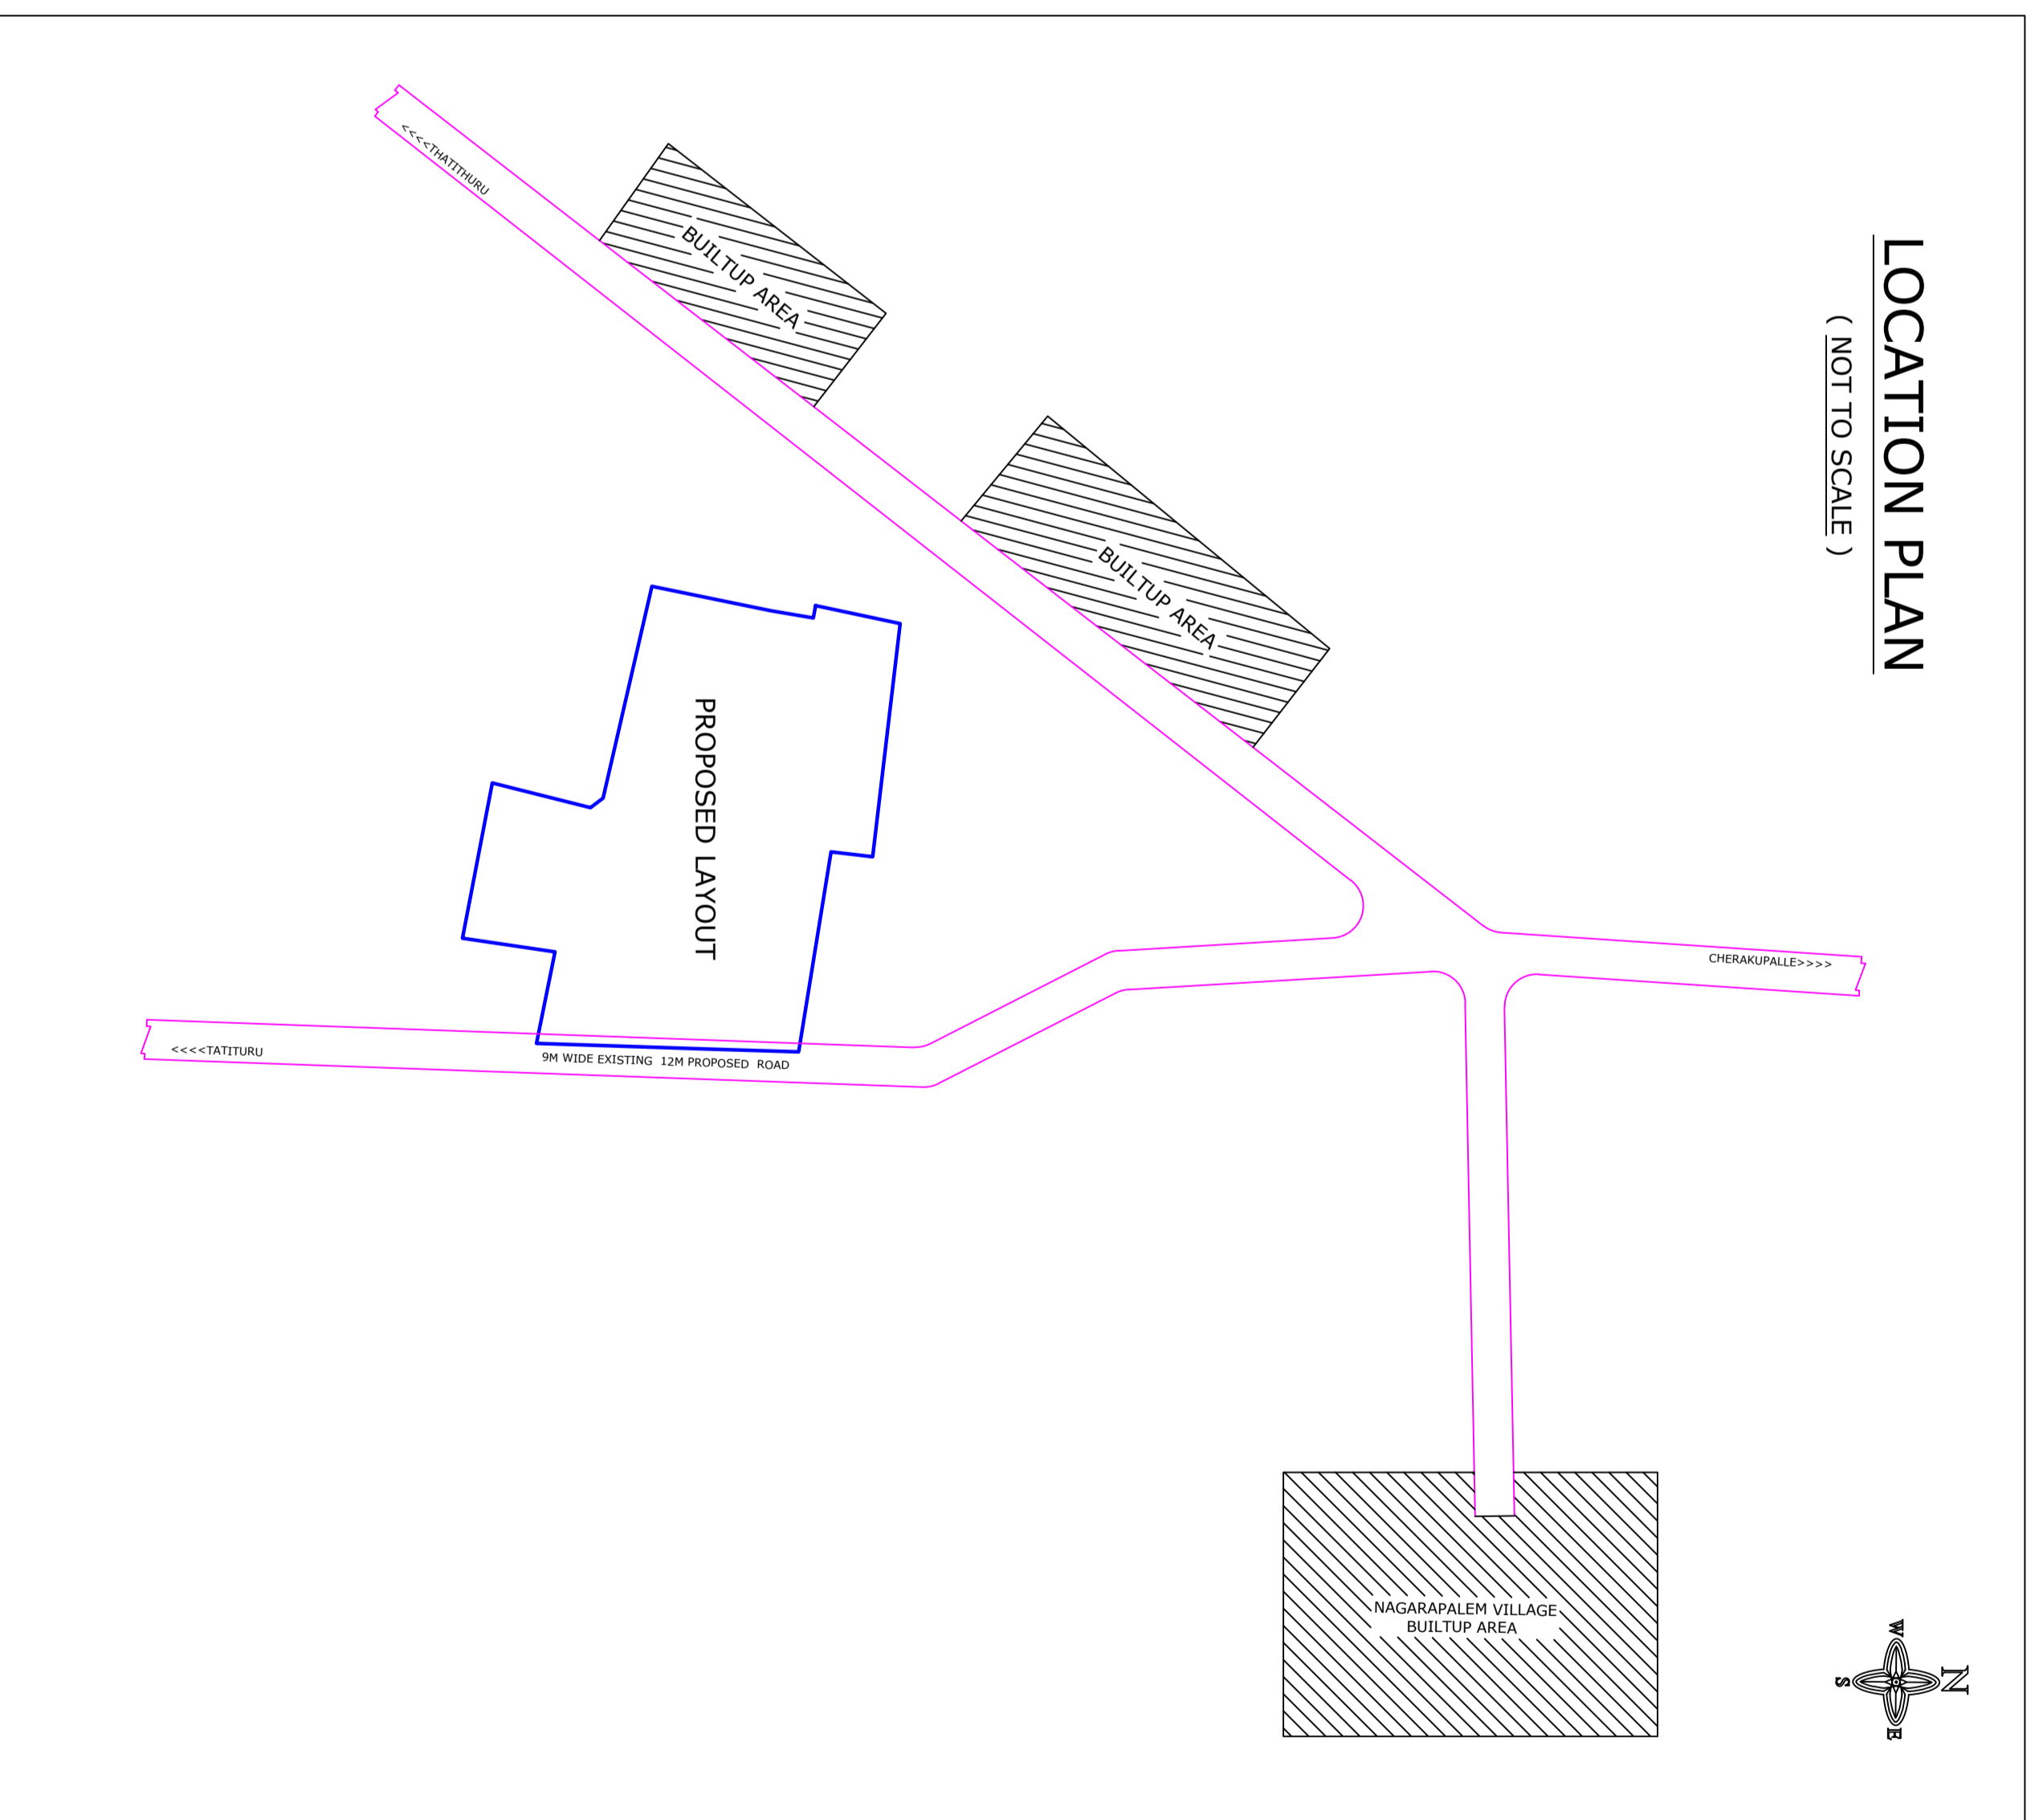 LOCATION PLAN
( NOT TO SCALE )
<<<<THATITHURU
BUILTUP AREA
BUILTUP AREA
PROPOSED LAYOUT
CHERAKUPALLE>>>>
<<<<TATITURU
9M WIDE EXISTING  12M PROPOSED  ROAD
NAGARAPALEM VILLAGE
BUILTUP AREA
N
W
S
E